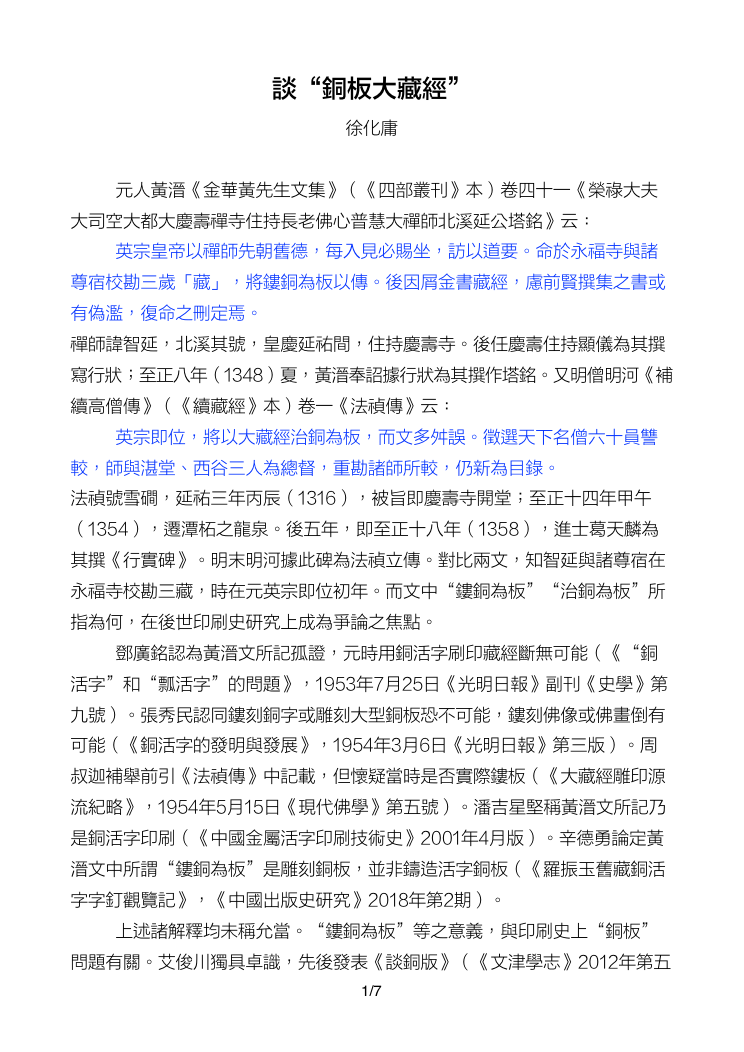 談“銅板大藏經”
徐化庸
元人黃溍《金華黃先生文集》（《四部叢刊》本）卷四十一《榮祿大夫
大司空大都大慶壽禪寺住持長老佛心普慧大禪師北溪延公塔銘》云：
英宗皇帝以禪師先朝舊德，每入見必賜坐，訪以道要。命於永福寺與諸
尊宿校勘三歲「藏」，將鏤銅為板以傳。後因屑金書藏經，慮前賢撰集之書或
有偽濫，復命之刪定焉。
禪師諱智延，北溪其號，皇慶延祐間，住持慶壽寺。後任慶壽住持顯儀為其撰
寫行狀；至正八年（1348）夏，黃溍奉詔據行狀為其撰作塔銘。又明僧明河《補
續高僧傳》（《續藏經》本）卷一《法禎傳》云：
英宗即位，將以大藏經治銅為板，而文多舛誤。徵選天下名僧六十員讐
較，師與湛堂、西谷三人為總督，重勘諸師所較，仍新為目錄。
法禎號雪磵，延祐三年丙辰（1316），被旨即慶壽寺開堂；至正十四年甲午
（1354），遷潭柘之龍泉。後五年，即至正十八年（1358），進士葛天麟為
其撰《行實碑》。明末明河據此碑為法禎立傳。對比兩文，知智延與諸尊宿在
永福寺校勘三藏，時在元英宗即位初年。而文中“鏤銅為板”“治銅為板”所
指為何，在後世印刷史研究上成為爭論之焦點。
鄧廣銘認為黃溍文所記孤證，元時用銅活字刷印藏經斷無可能（《“銅
活字”和“瓢活字”的問題》，1953年7月25日《光明日報》副刊《史學》第
九號）。張秀民認同鏤刻銅字或雕刻大型銅板恐不可能，鏤刻佛像或佛畫倒有
可能（《銅活字的發明與發展》，1954年3月6日《光明日報》第三版）。周
叔迦補舉前引《法禎傳》中記載，但懷疑當時是否實際鏤板（《大藏經雕印源
流紀略》，1954年5月15日《現代佛學》第五號）。潘吉星堅稱黃溍文所記乃
是銅活字印刷（《中國金屬活字印刷技術史》2001年4月版）。辛德勇論定黃
溍文中所謂“鏤銅為板”是雕刻銅板，並非鑄造活字銅板（《羅振玉舊藏銅活
字字釘觀覽記》，《中國出版史研究》2018年第2期）。
上述諸解釋均未稱允當。“鏤銅為板”等之意義，與印刷史上“銅板”
問題有關。艾俊川獨具卓識，先後發表《談銅版》（《文津學志》2012年第五
1/7